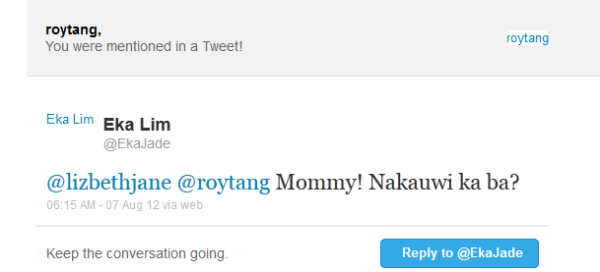 roytang,
You were mentioned in a Tweet!
roytang
Eka Lim
Eka Lim
@EkaJade
@lizbethjane @roytang Mommy! Nakauwi ka ba?
06:15 AM - 07 Aug 12 via web
Keep the conversation going.
Reply to @EkaJade